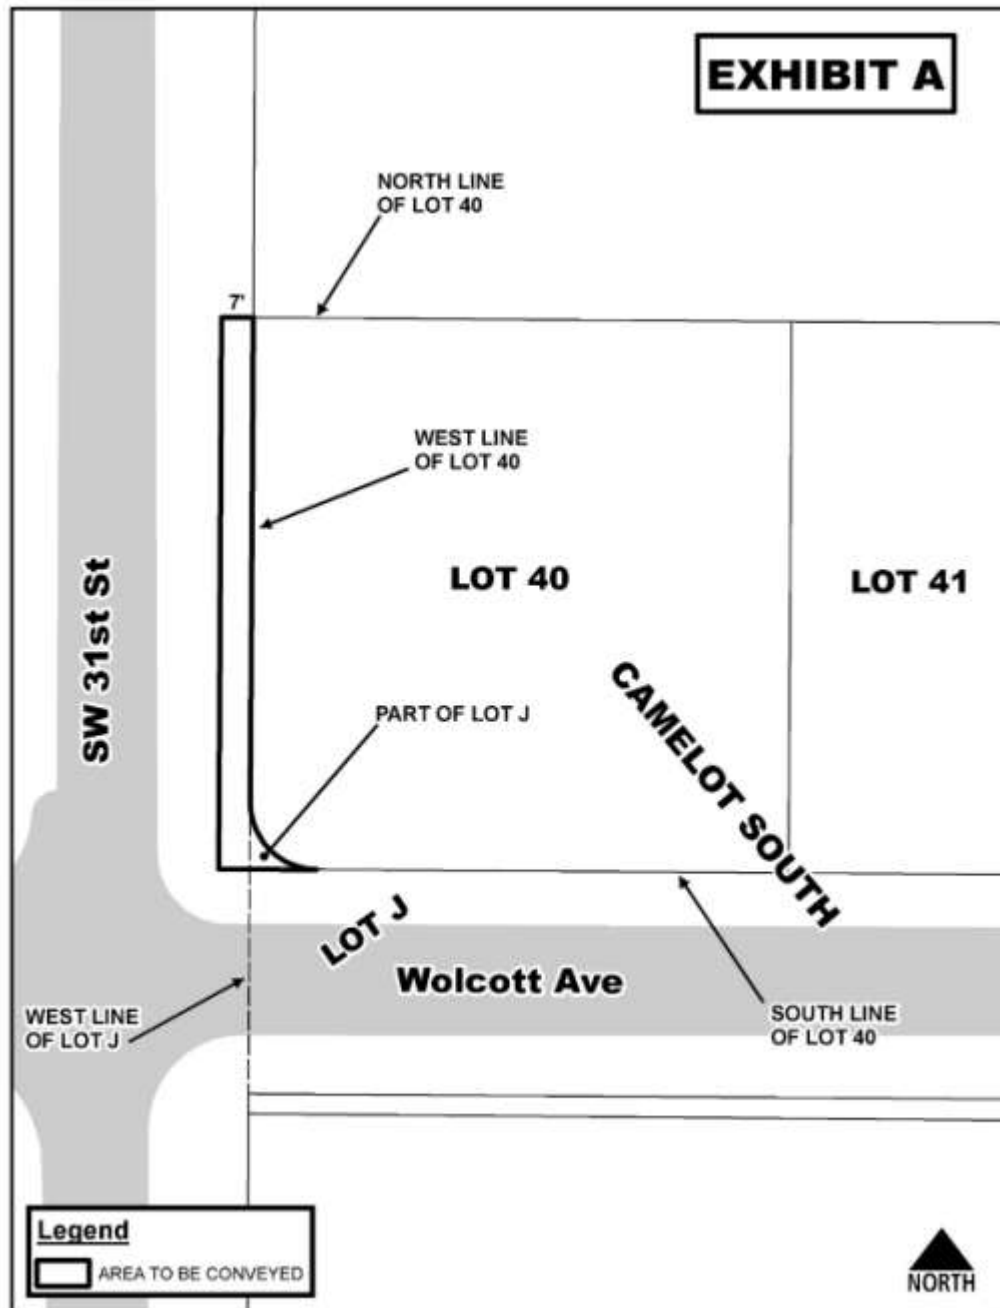 EXHIBIT A
NORTH LINE
OF LOT 40
7'
WEST LINE
OF LOT 40
LOT 40
LOT 41
SW 31st St
CAMELOT SOUTH
PART OF LOT J
LOT J
Wolcott Ave
WEST LINE
OF LOT J
SOUTH LINE
OF LOT 40
Legend
AREA TO BE CONVEYED
NORTH